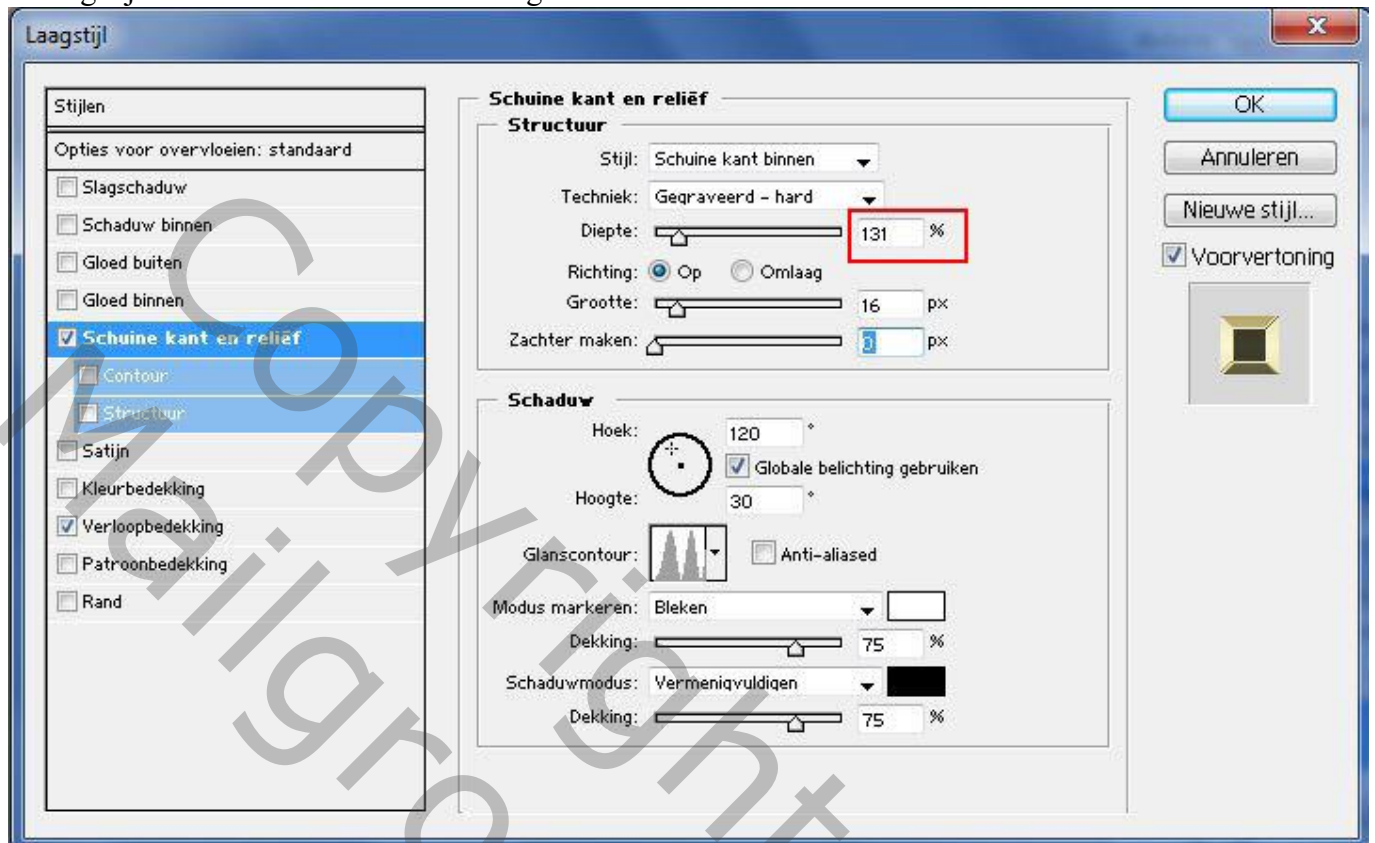 Laagstijl
Stijlen
Opties voor overvloeien: standaard
Slagschaduw
Schaduw binnen
Gloed buiten
Gloed binnen
Schuine kant en reliëf
Contour
Structuur
Satijn
Kleurbedekking
Verloopbedekking
Patroonbedekking
Rand
Schuine kant en reliëf
Structuur
Stijl: Schuine kant binnen
Techniek: Gegraveerd - hard
Diepte: 131 %
Richting: Op Omlaag
Grootte: 16 px
Zachter maken: 0 px
Schaduw
Hoek: 120 °
Globale belichting gebruiken
Hoogte: 30 °
Glanscontour: Anti-aliased
Modus markeren: Bleken
Dekking: 75 %
Schaduwmodus: Vermenigvuldigen
Dekking: 75 %
OK
Annuleren
Nieuwe stijl...
Voorvertoning
Copyright